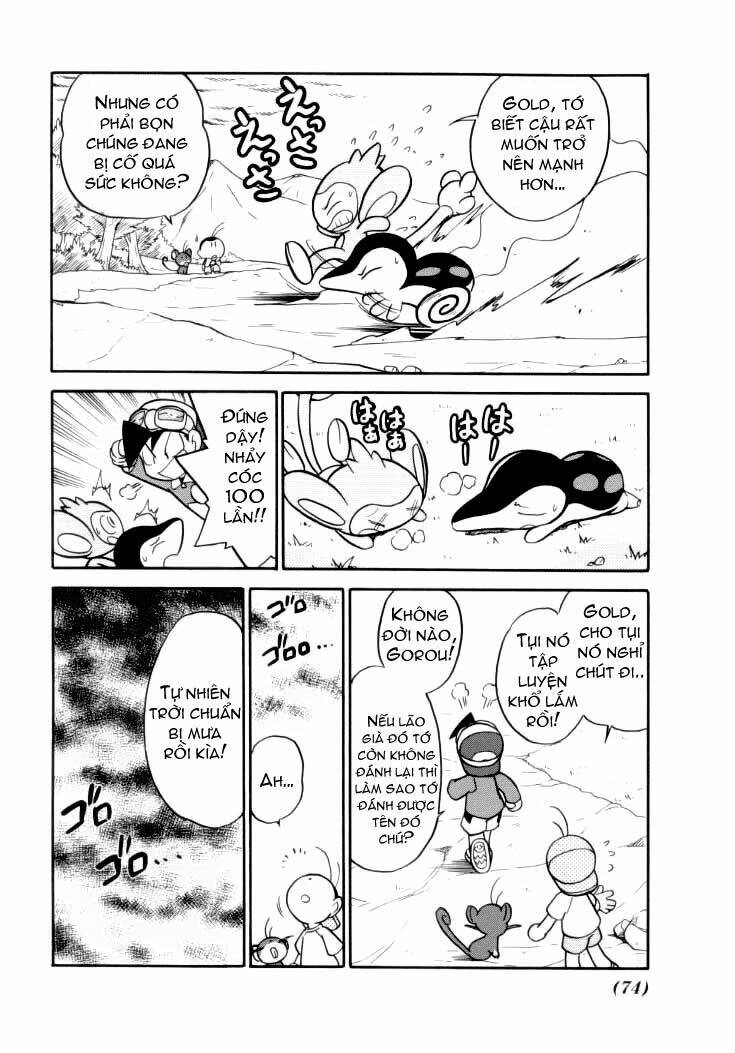 GOLD, TỚ
BIẾT CẬU RẤT
MUỐN TRỞ
NÊN MẠNH
HƠN...
えっさ
えっさ
NHƯNG CÓ
PHẢI BỌN
CHÚNG ĐANG
BỊ CỐ QUÁ
SỨC KHÔNG?
はー
はー
はぁ
はぁ
ĐỨNG
DẬY!
NHẢY
CÓC
100
LẦN!!
GOLD,
CHO TỤI
NÓ NGHỈ
CHÚT ĐI..
TỤI NÓ
TẬP
LUYỆN
KHỔ LẮM
RỒI!
KHÔNG
ĐỜI NÀO,
GOROU!
NẾU LÃO
GIÀ ĐÓ TỚ
CÒN KHÔNG
ĐÁNH LẠI THÌ
LÀM SAO TỚ
ĐÁNH ĐƯỢC
TÊN ĐÓ
CHỨ?
ゴロ
ゴロロ...
AH...
TỰ NHIÊN
TRỜI CHUẨN
BỊ MƯA
RỒI KÌA!
ゴロ
ゴロ...
(74)